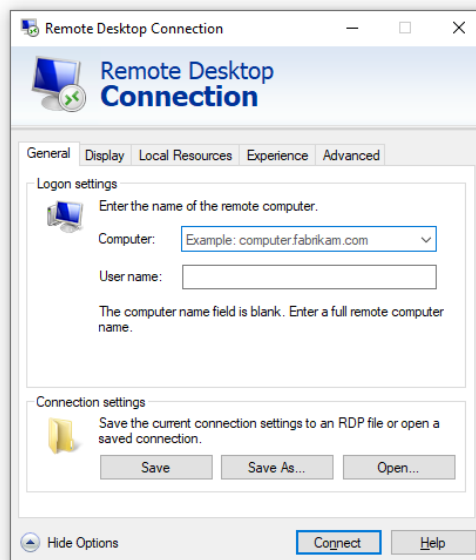 Remote Desktop Connection
Remote Desktop
Connection
General Display Local Resources Experience Advanced
Logon settings
Enter the name of the remote computer.
Computer: Example: computer.fabrikam.com
User name:
The computer name field is blank. Enter a full remote computer
name.
Connection settings
Save the current connection settings to an RDP file or open a
saved connection.
Save Save As... Open...
Hide Options Connect Help